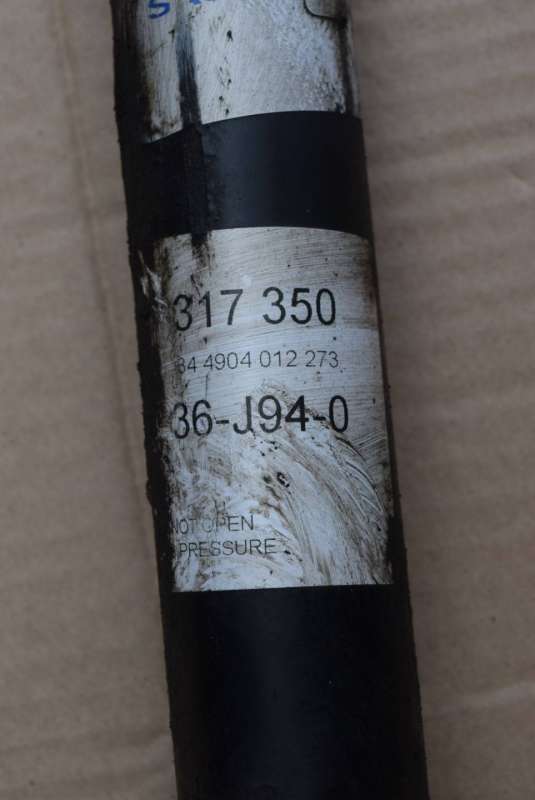 317 350
34 4904 012 273
36-J94-0
NOT OPEN
PRESSURE